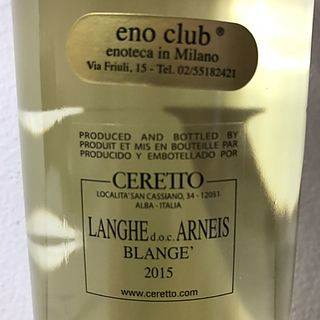 eno club®
enoteca in Milano
Via Friuli, 15 - Tel. 02/55182421
PRODUCED AND BOTTLED BY
PRODUIT ET MIS EN BOUTEILLE PAR
PRODUCIDO Y EMBOTELLADO POR
CERETTO
LOCALITA' SAN CASSIANO, 34 - 12051
ALBA - ITALIA
LANGHE d.o.c. ARNEIS
BLANGE'
2015
www.ceretto.com